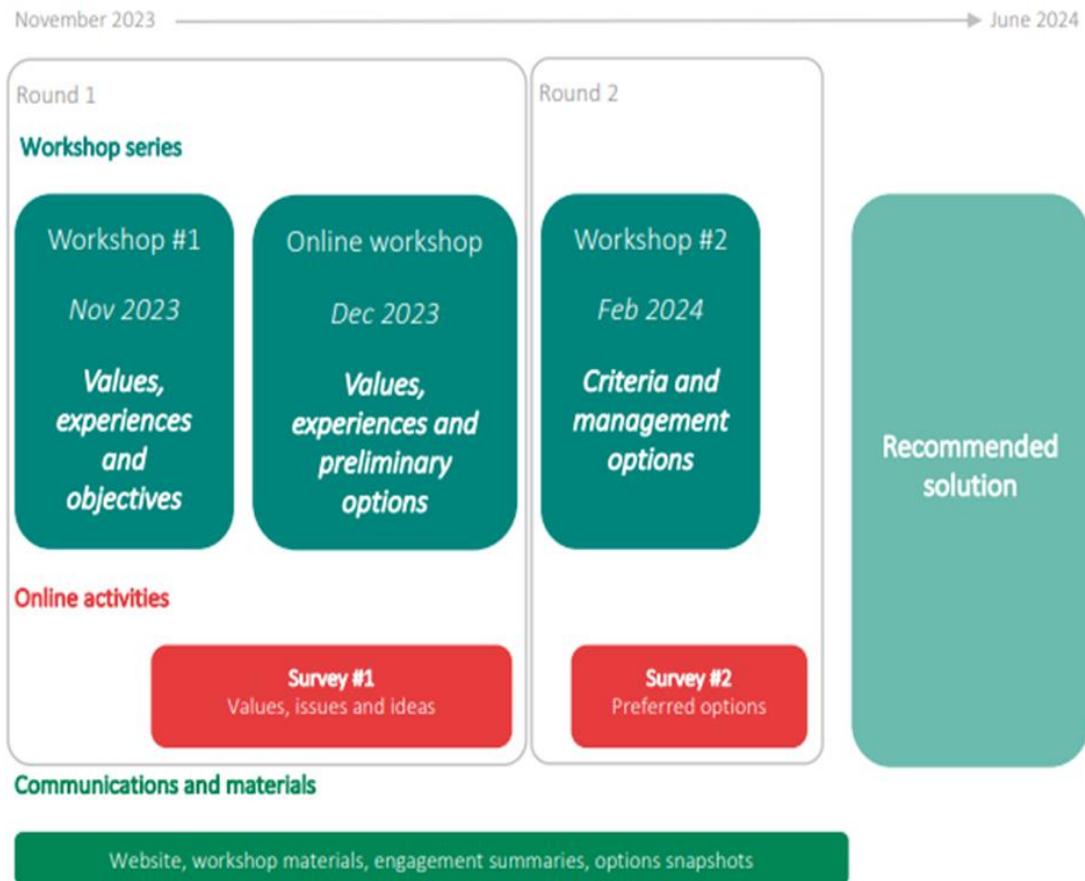 November 2023
June 2024
Round 1
Round 2
Workshop series
Workshop #1
Nov 2023
Values,
experiences
and
objectives
Online workshop
Dec 2023
Values,
experiences and
preliminary
options
Workshop #2
Feb 2024
Criteria and
management
options
Recommended
solution
Online activities
Survey #1
Values, issues and ideas
Survey #2
Preferred options
Communications and materials
Website, workshop materials, engagement summaries, options snapshots